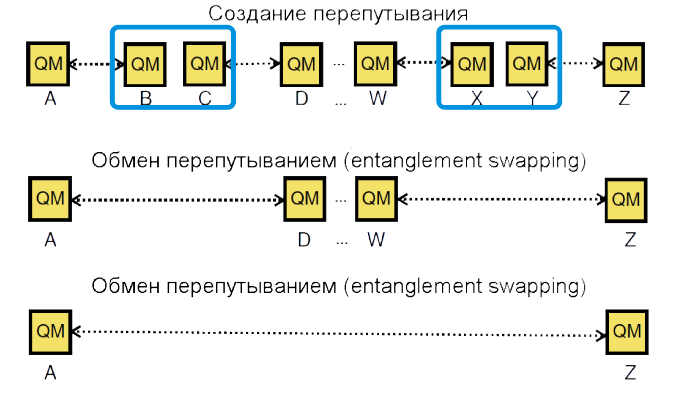 Создание перепутывания
QM QM QM QM ... QM QM QM QM
A B C D ... W X Y Z
Обмен перепутыванием (entanglement swapping)
QM QM ... QM QM
A D ... W Z
Обмен перепутыванием (entanglement swapping)
QM QM
A Z